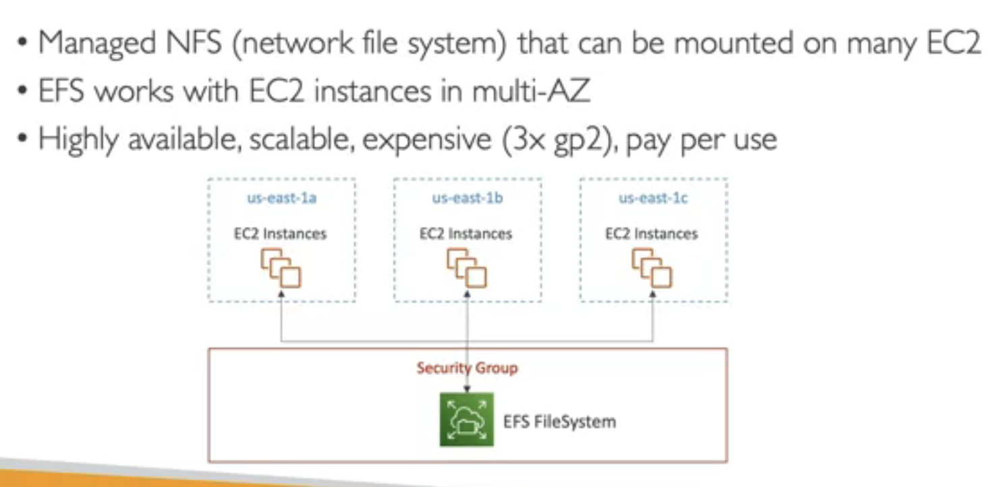 • Managed NFS (network file system) that can be mounted on many EC2
• EFS works with EC2 instances in multi-AZ
• Highly available, scalable, expensive (3x gp2), pay per use
us-east-1a
us-east-1b
us-east-1c
EC2 Instances
EC2 Instances
EC2 Instances
Security Group
EFS FileSystem